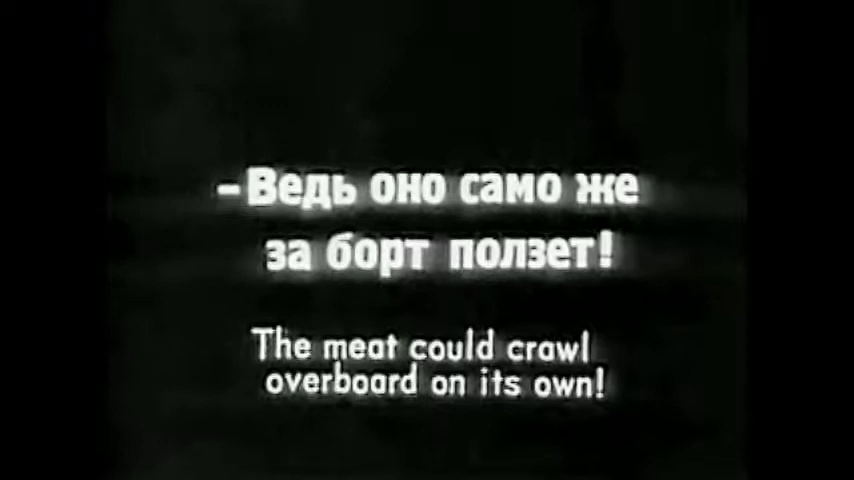 –Ведь оно само же
за борт ползет!
The meat could crawl
overboard on its own!